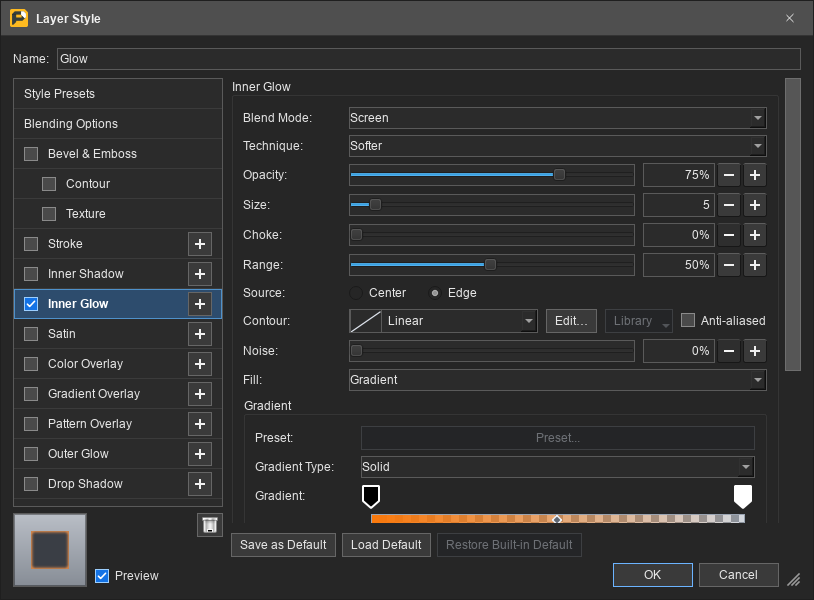 Layer Style
Name: Glow
Style Presets
Blending Options
Bevel & Emboss
Contour
Texture
Stroke
Inner Shadow
Inner Glow
Satin
Color Overlay
Gradient Overlay
Pattern Overlay
Outer Glow
Drop Shadow
Preview
Inner Glow
Blend Mode: Screen
Technique: Softer
Opacity: 75%
Size: 5
Choke: 0%
Range: 50%
Source: Center Edge
Contour: Linear Edit... Library Anti-aliased
Noise: 0%
Fill: Gradient
Gradient
Preset: Preset...
Gradient Type: Solid
Gradient:
Save as Default Load Default Restore Built-in Default
OK Cancel